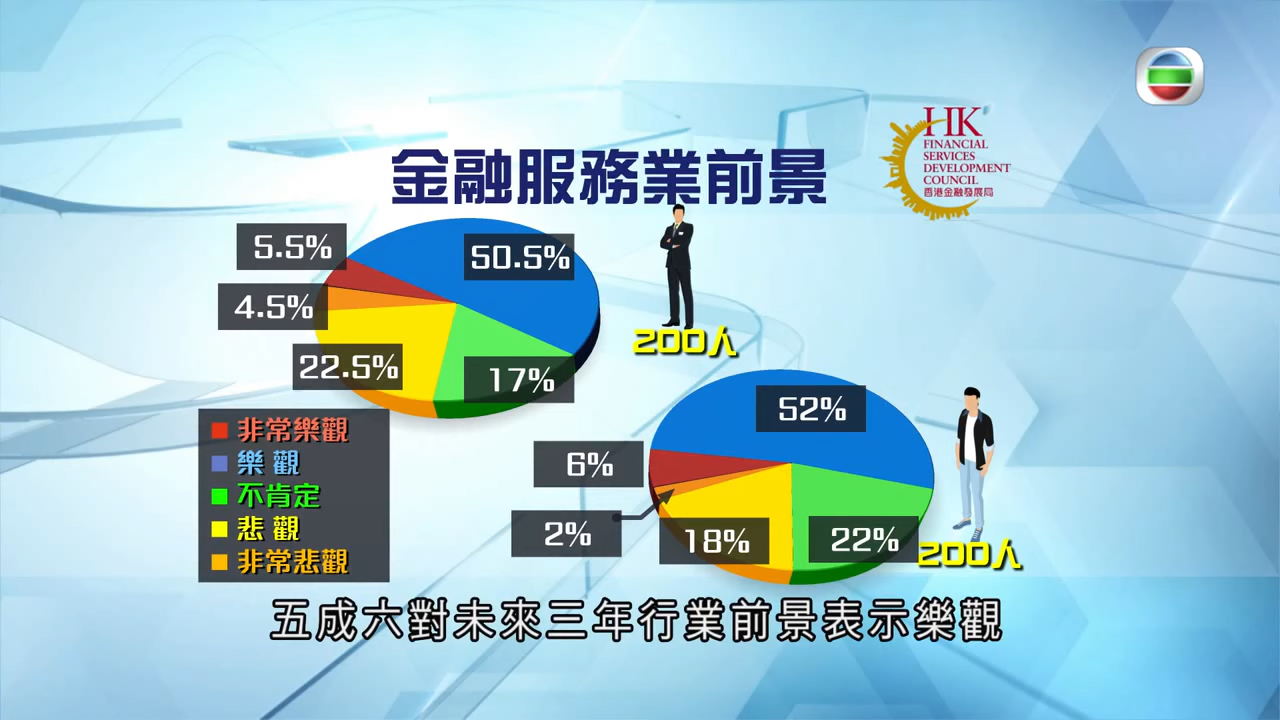 HK
FINANCIAL
SERVICES
DEVELOPMENT
COUNCIL
香港金融發展局
金融服務業前景
5.5%
50.5%
4.5%
22.5%
17%
200人
52%
6%
2%
18%
22%
200人
非常樂觀
樂觀
不肯定
悲觀
非常悲觀
五成六對未來三年行業前景表示樂觀